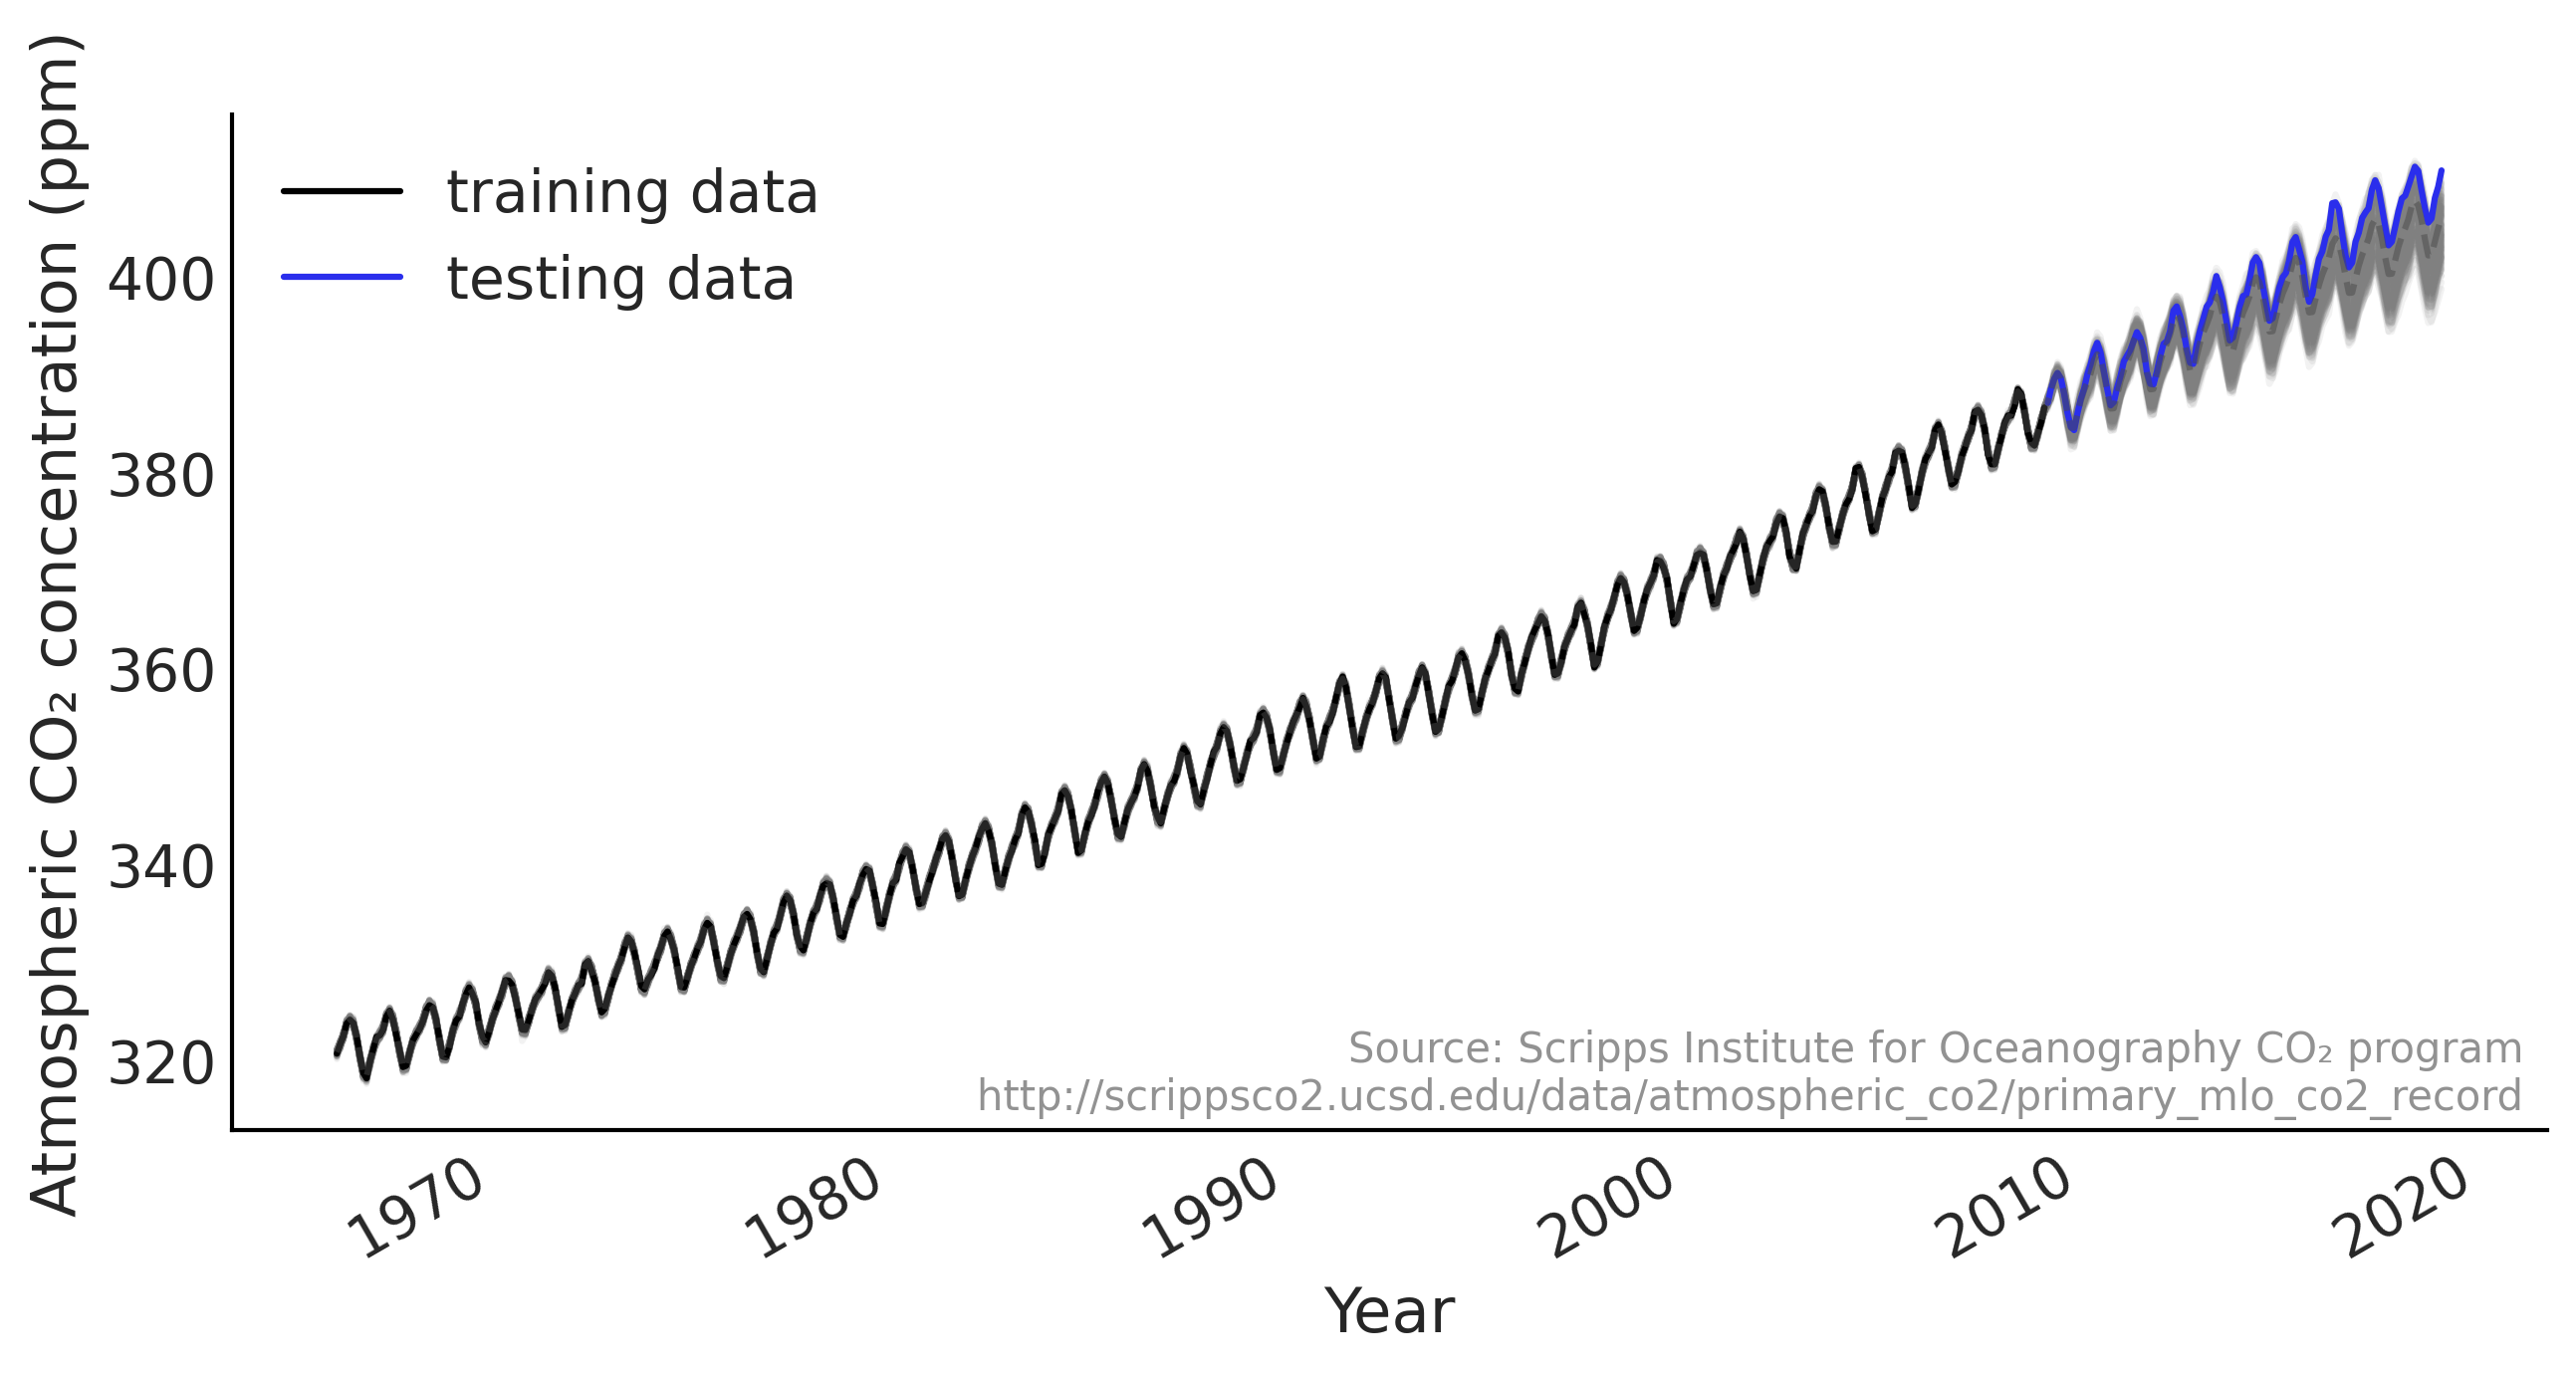 Atmospheric CO₂ concentration (ppm)
training data
testing data
400
380
360
340
320
Source: Scripps Institute for Oceanography CO₂ program
http://scrippsco2.ucsd.edu/data/atmospheric_co2/primary_mlo_co2_record
1970
1980
1990
2000
2010
2020
Year